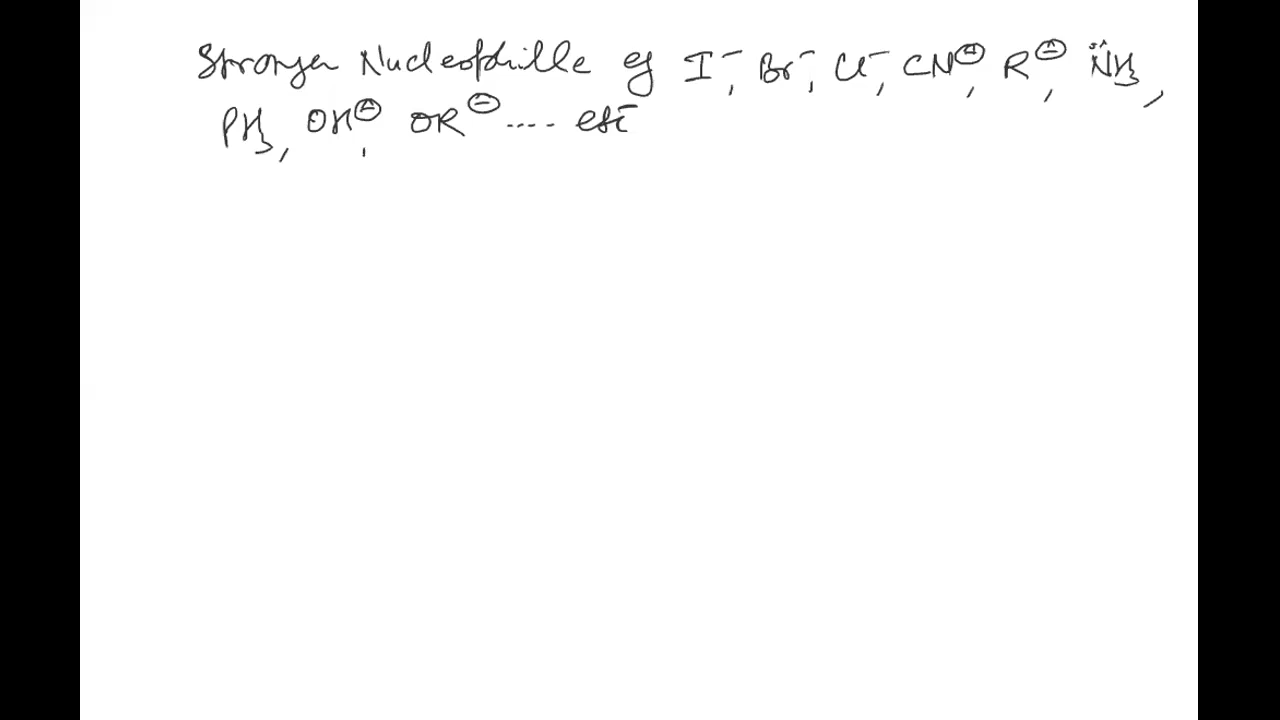 Stronger Nucleophille eg I⁻, Br⁻, Cl⁻, CN⊖, R⊖, N̈H₃,
PH₃, OH⊖, OR⊖ .... etc